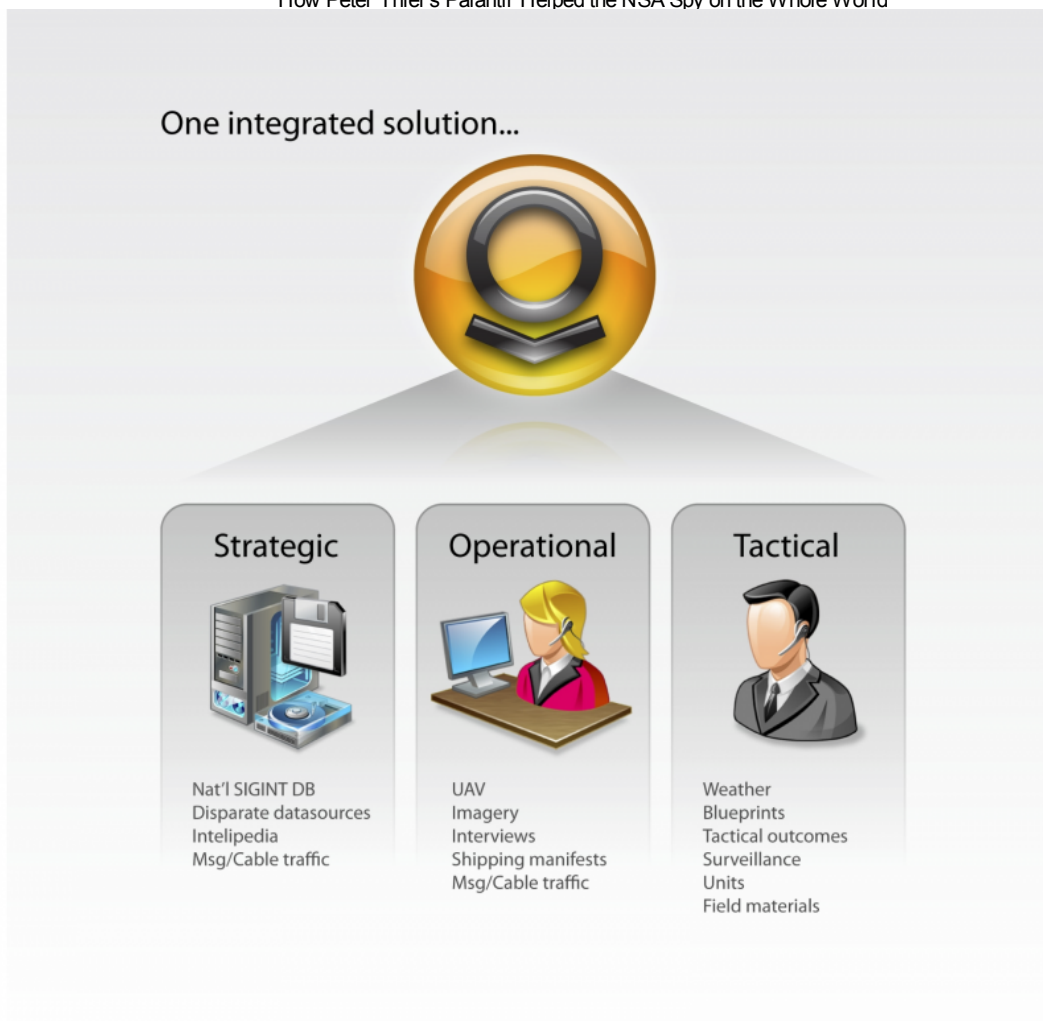 How Peter Thiel's Palantir Helped the NSA Spy on the Whole World
One integrated solution...
Strategic
Nat'l SIGINT DB
Disparate datasources
Intelipedia
Msg/Cable traffic
Operational
UAV
Imagery
Interviews
Shipping manifests
Msg/Cable traffic
Tactical
Weather
Blueprints
Tactical outcomes
Surveillance
Units
Field materials